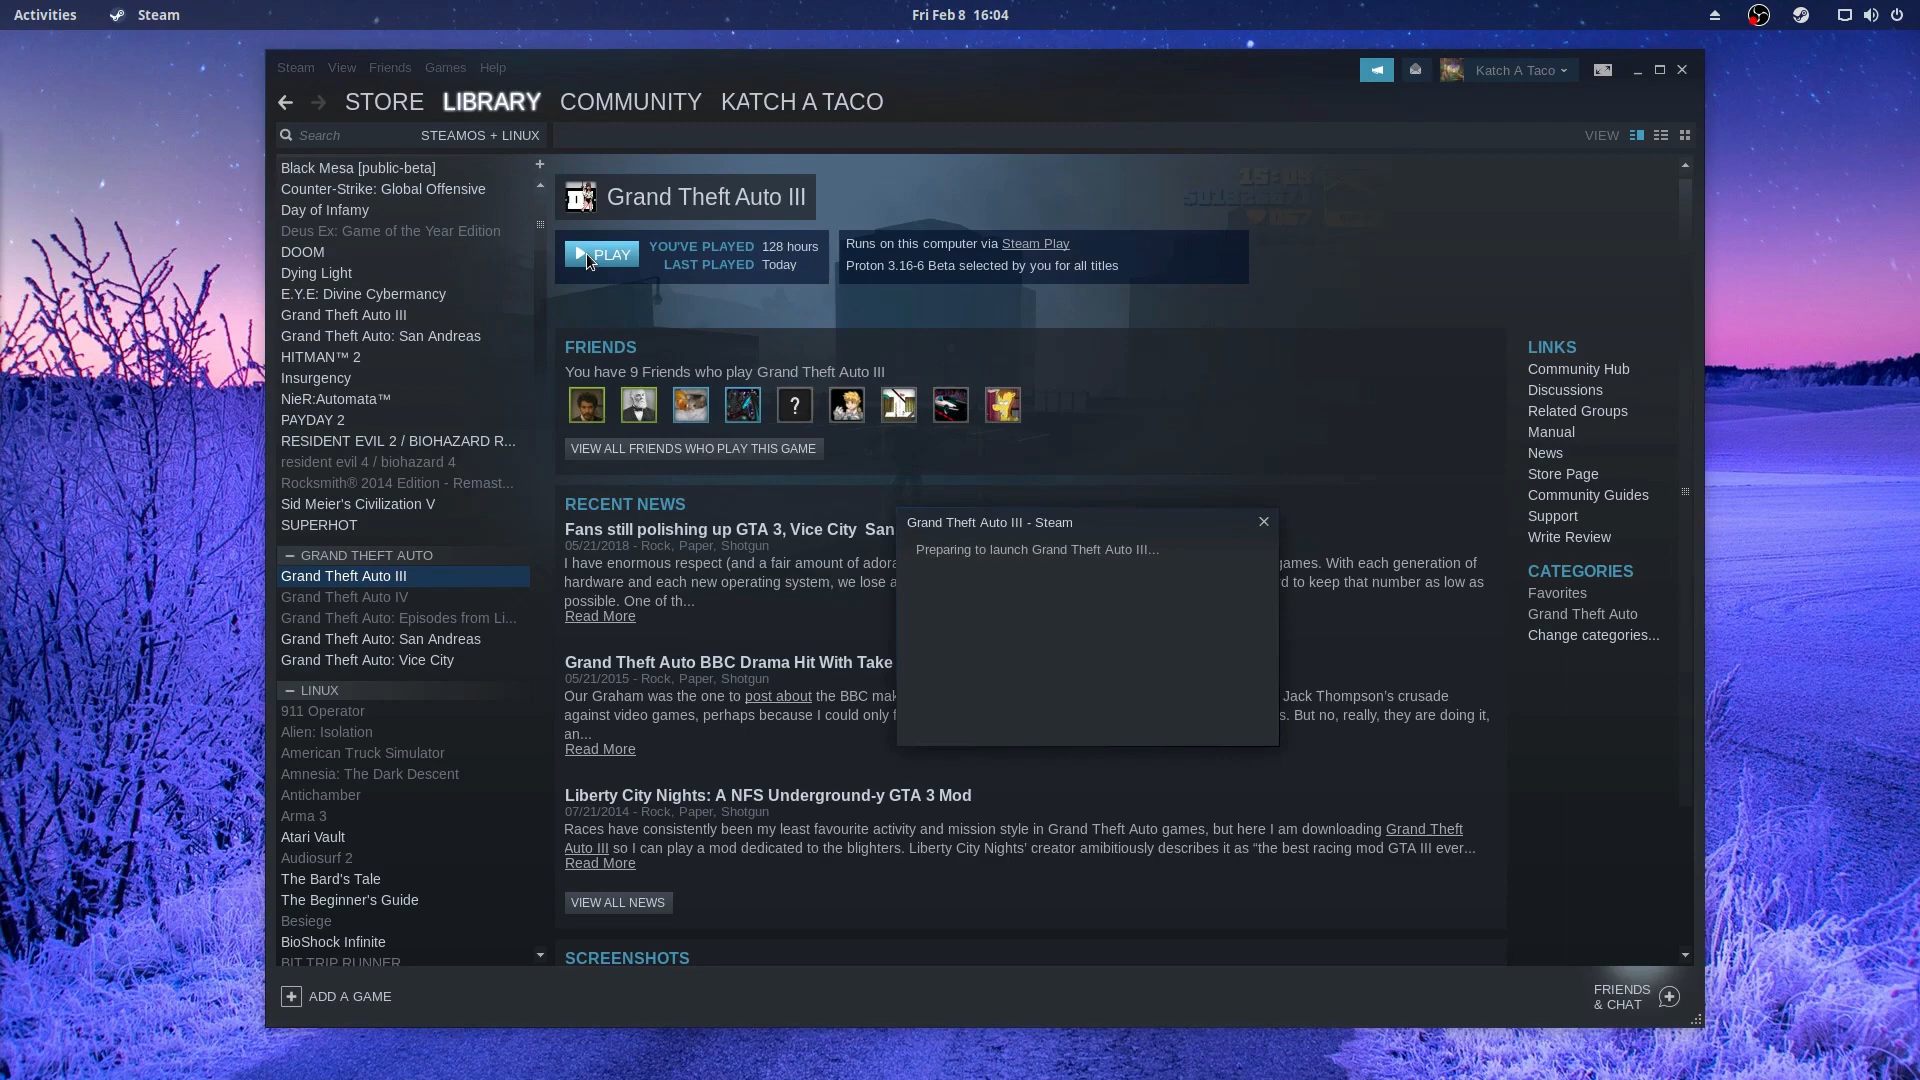 Activities
Steam
Fri Feb 8 16:04
Steam View Friends Games Help
Katch A Taco
STORE LIBRARY COMMUNITY KATCH A TACO
Search
STEAMOS + LINUX
VIEW
Black Mesa [public-beta]
Counter-Strike: Global Offensive
Day of Infamy
Deus Ex: Game of the Year Edition
DOOM
Dying Light
E.Y.E: Divine Cybermancy
Grand Theft Auto III
Grand Theft Auto: San Andreas
HITMAN™ 2
Insurgency
NieR:Automata™
PAYDAY 2
RESIDENT EVIL 2 / BIOHAZARD R...
resident evil 4 / biohazard 4
Rocksmith® 2014 Edition - Remast...
Sid Meier's Civilization V
SUPERHOT
GRAND THEFT AUTO
Grand Theft Auto III
Grand Theft Auto IV
Grand Theft Auto: Episodes from Li...
Grand Theft Auto: San Andreas
Grand Theft Auto: Vice City
LINUX
911 Operator
Alien: Isolation
American Truck Simulator
Amnesia: The Dark Descent
Antichamber
Arma 3
Atari Vault
Audiosurf 2
The Bard's Tale
The Beginner's Guide
Besiege
BioShock Infinite
BIT TRIP RUNNER
Grand Theft Auto III
PLAY
YOU'VE PLAYED 128 hours
LAST PLAYED Today
Runs on this computer via Steam Play
Proton 3.16-6 Beta selected by you for all titles
FRIENDS
You have 9 Friends who play Grand Theft Auto III
?
VIEW ALL FRIENDS WHO PLAY THIS GAME
RECENT NEWS
Fans still polishing up GTA 3, Vice City San
05/21/2018 - Rock, Paper, Shotgun
I have enormous respect (and a fair amount of adora games. With each generation of
hardware and each new operating system, we lose a d to keep that number as low as
possible. One of th...
Read More
Grand Theft Auto BBC Drama Hit With Take
05/21/2015 - Rock, Paper, Shotgun
Our Graham was the one to post about the BBC mak Jack Thompson's crusade
against video games, perhaps because I could only f s. But no, really, they are doing it,
an...
Read More
Liberty City Nights: A NFS Underground-y GTA 3 Mod
07/21/2014 - Rock, Paper, Shotgun
Races have consistently been my least favourite activity and mission style in Grand Theft Auto games, but here I am downloading Grand Theft
Auto III so I can play a mod dedicated to the blighters. Liberty City Nights' creator amibitiously describes it as “the best racing mod GTA III ever...
Read More
VIEW ALL NEWS
SCREENSHOTS
Grand Theft Auto III - Steam
Preparing to launch Grand Theft Auto III...
LINKS
Community Hub
Discussions
Related Groups
Manual
News
Store Page
Community Guides
Support
Write Review
CATEGORIES
Favorites
Grand Theft Auto
Change categories...
ADD A GAME
FRIENDS
& CHAT